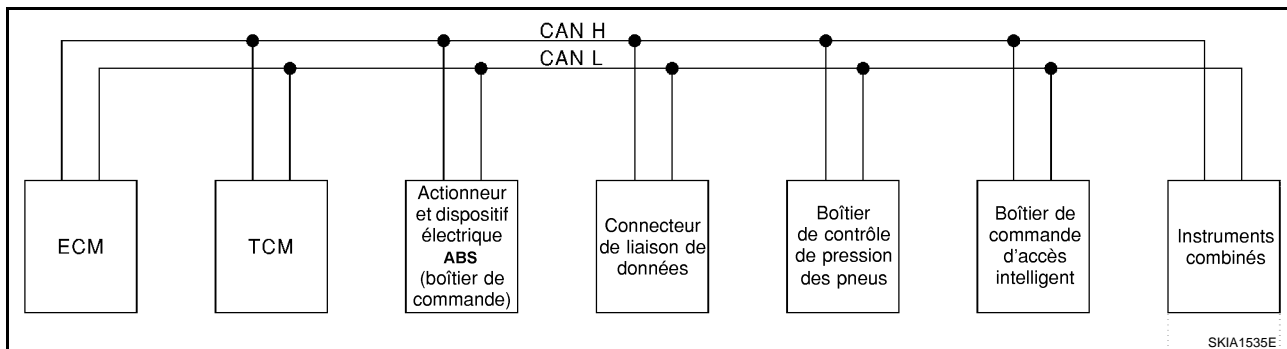 CAN H
CAN L
ECM
TCM
Actionneur
et dispositif
électrique
ABS
(boîtier de
commande)
Connecteur
de liaison de
données
Boîtier
de contrôle
de pression
des pneus
Boîtier de
commande
d'accès
intelligent
Instruments
combinés
SKIA1535E